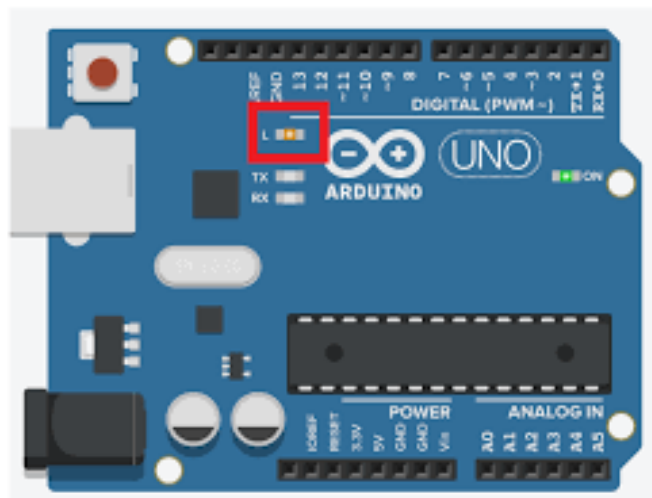 REF
GND
13
12
~11
~10
~9
8
7
~6
~5
4
~3
2
TX→1
RX←0
DIGITAL (PWM ~)
L
UNO
TX
RX
ARDUINO
ON
POWER
ANALOG IN
IOREF
RESET
3.3V
5V
GND
GND
Vin
A0
A1
A2
A3
A4
A5